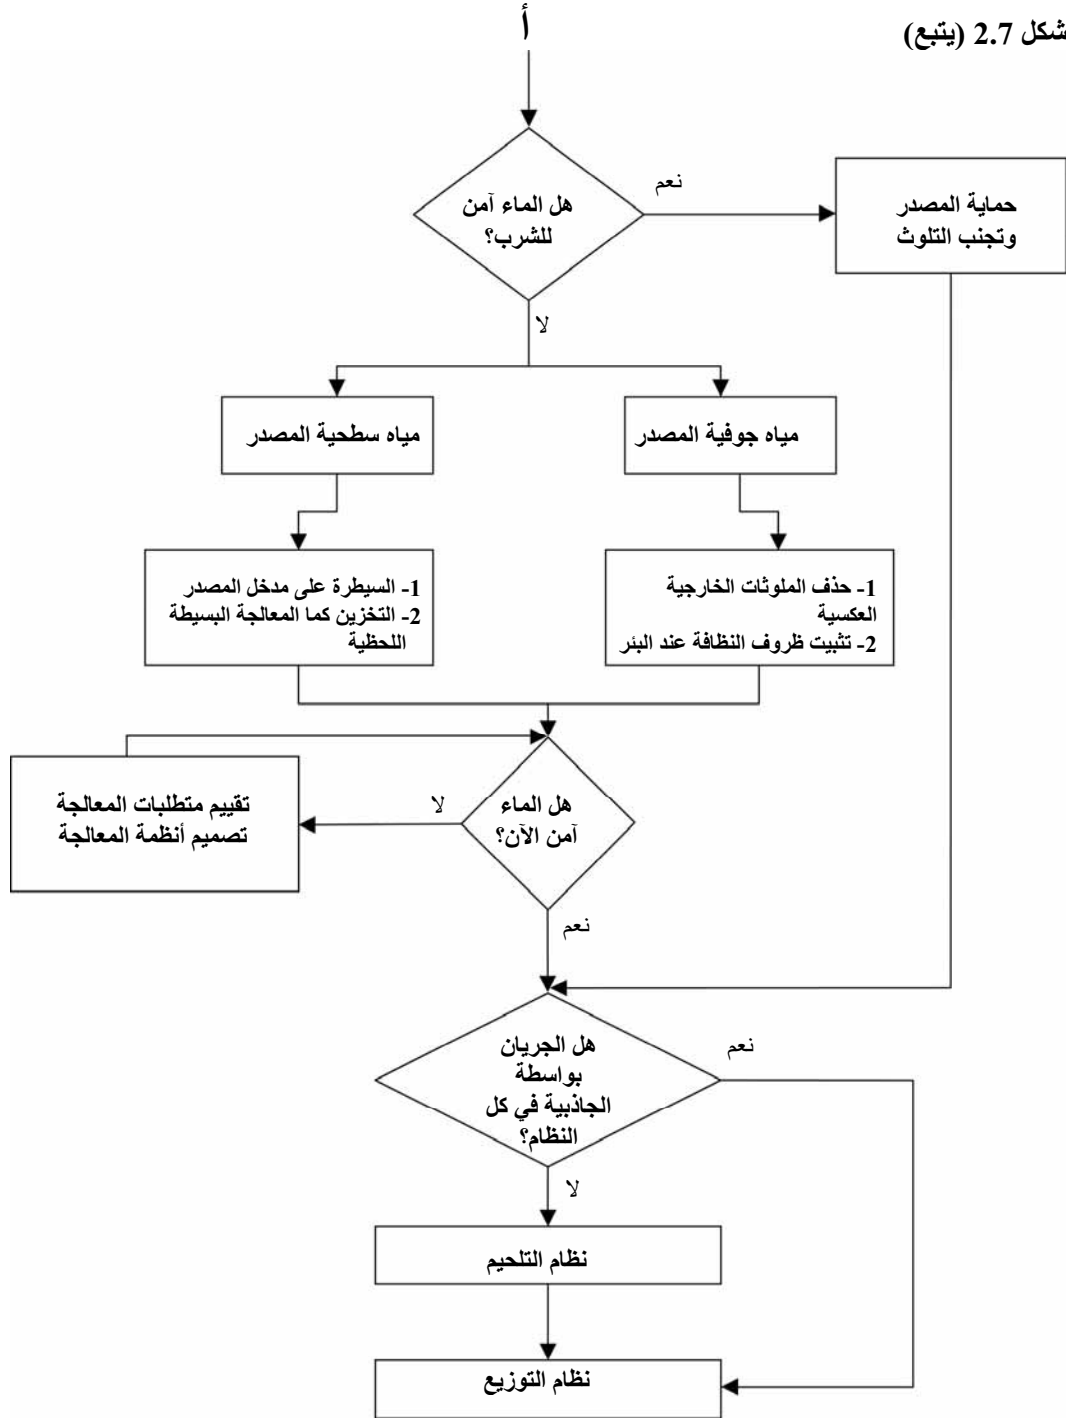 شكل 2.7 (يتبع)
أ
هل الماء آمن
للشرب؟
نعم
حماية المصدر
وتجنب التلوث
لا
مياه جوفية المصدر
مياه سطحية المصدر
1- حذف الملوثات الخارجية
العكسية
2- تثبيت ظروف النظافة عند البئر
1- السيطرة على مدخل المصدر
2- التخزين كما المعالجة البسيطة
اللحظية
هل الماء
آمن الآن؟
لا
تقييم متطلبات المعالجة
تصميم أنظمة المعالجة
نعم
هل الجريان
بواسطة
الجاذبية في كل
النظام؟
نعم
لا
نظام التلحيم
نظام التوزيع